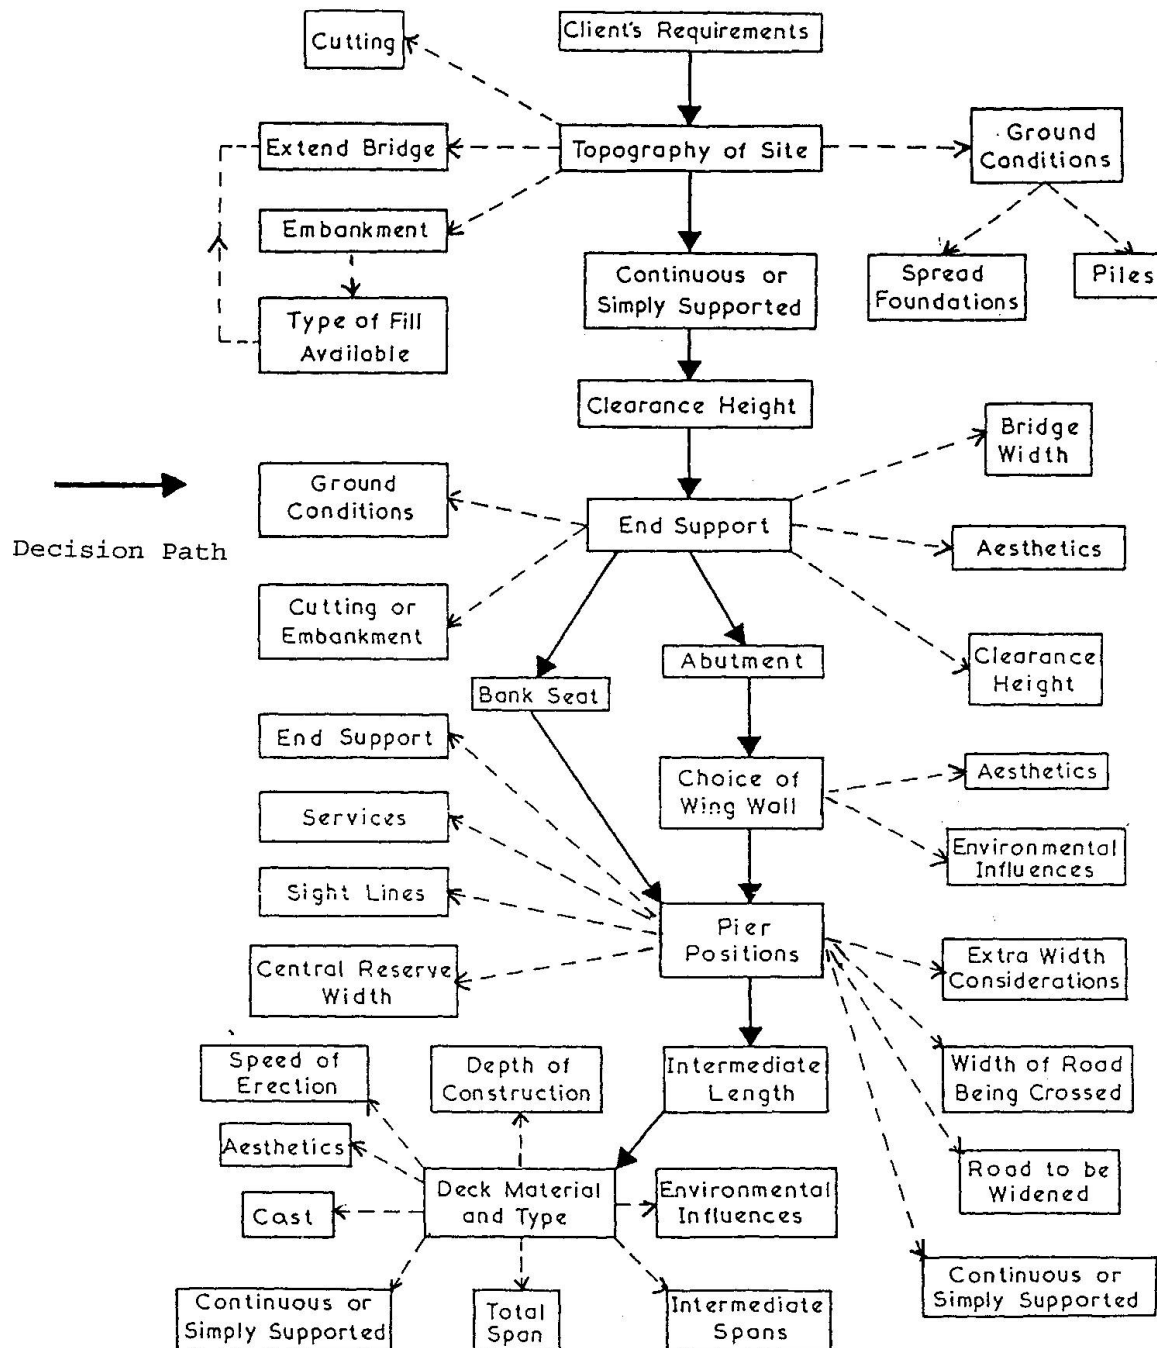 Client's Requirements
Cutting
Extend Bridge
Topography of Site
Ground
Conditions
Embankment
Continuous or
Simply Supported
Spread
Foundations
Piles
Type of Fill
Available
Clearance Height
Bridge
Width
Ground
Conditions
End Support
Decision Path
Aesthetics
Cutting or
Embankment
Abutment
Clearance
Height
Bank Seat
End Support
Choice of
Wing Wall
Aesthetics
Services
Environmental
Influences
Sight Lines
Pier
Positions
Extra Width
Considerations
Central Reserve
Width
Speed of
Erection
Depth of
Construction
Intermediate
Length
Width of Road
Being Crossed
Aesthetics
Road to be
Widened
Deck Material
and Type
Environmental
Influences
Cast
Continuous or
Simply Supported
Continuous or
Simply Supported
Total
Span
Intermediate
Spans